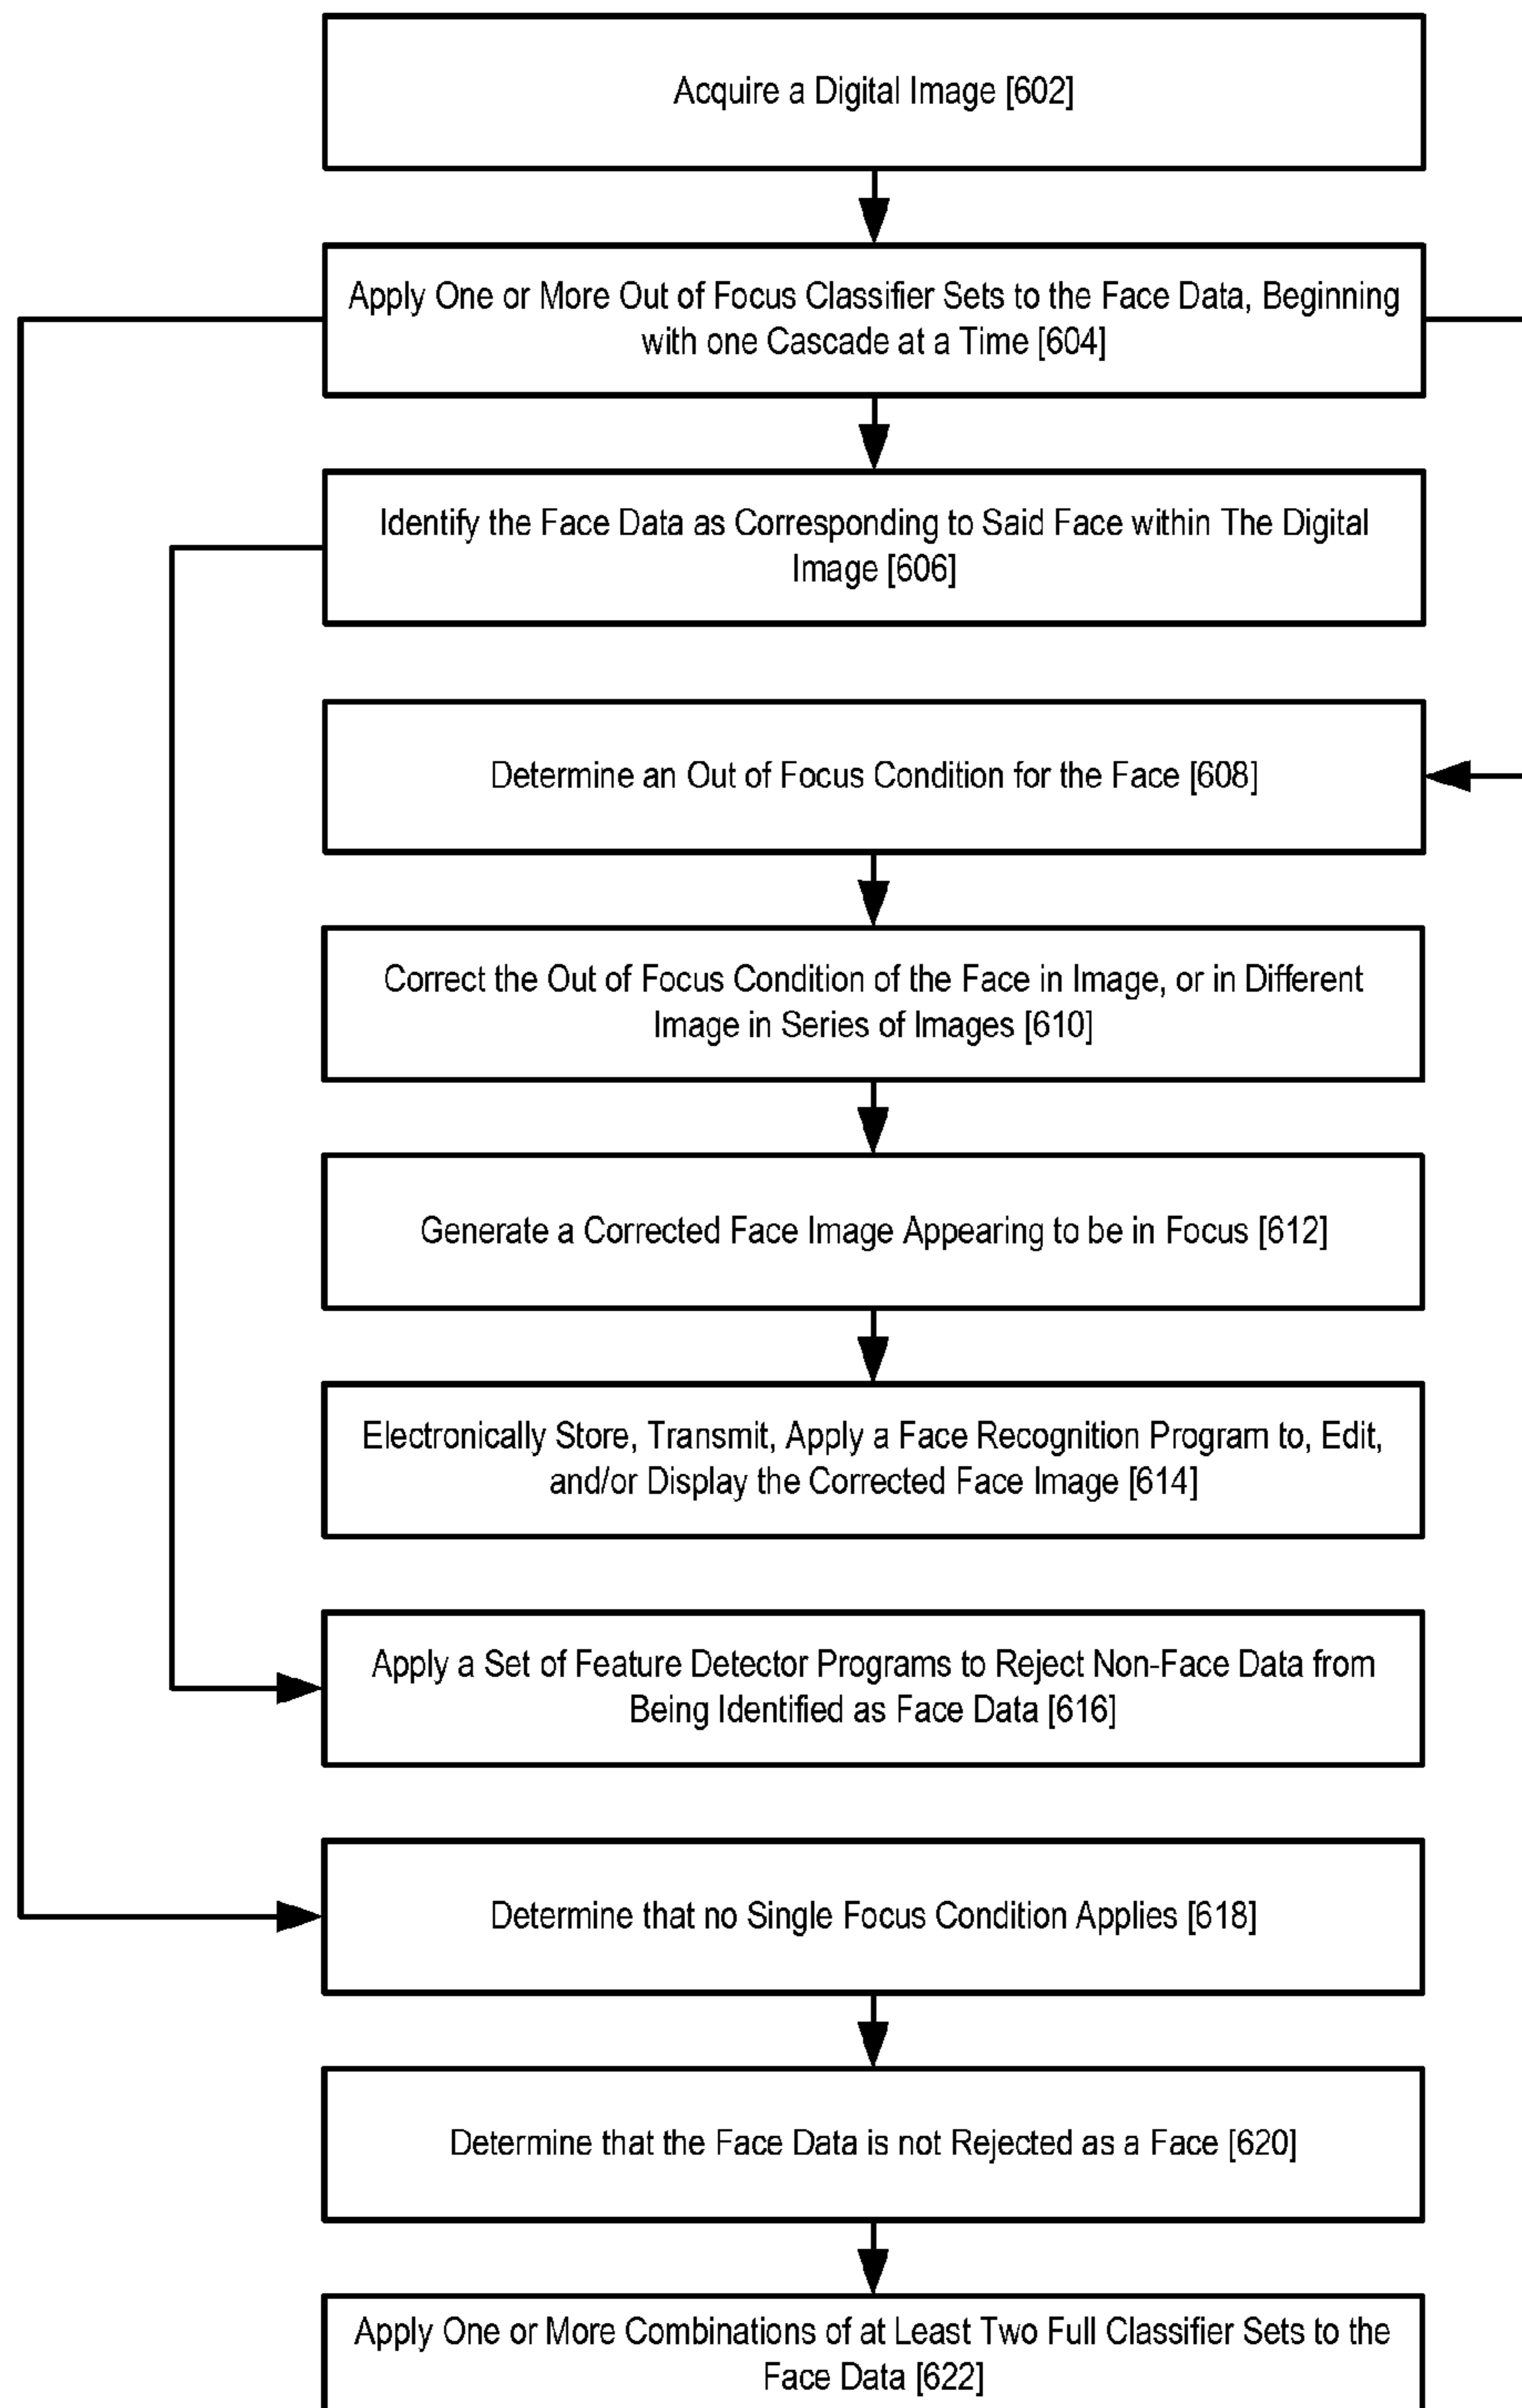 Acquire a Digital Image [602]
Apply One or More Out of Focus Classifier Sets to the Face Data, Beginning
with one Cascade at a Time [604]
Identify the Face Data as Corresponding to Said Face within The Digital
Image [606]
Determine an Out of Focus Condition for the Face [608]
Correct the Out of Focus Condition of the Face in Image, or in Different
Image in Series of Images [610]
Generate a Corrected Face Image Appearing to be in Focus [612]
Electronically Store, Transmit, Apply a Face Recognition Program to, Edit,
and/or Display the Corrected Face Image [614]
Apply a Set of Feature Detector Programs to Reject Non-Face Data from
Being Identified as Face Data [616]
Determine that no Single Focus Condition Applies [618]
Determine that the Face Data is not Rejected as a Face [620]
Apply One or More Combinations of at Least Two Full Classifier Sets to the
Face Data [622]